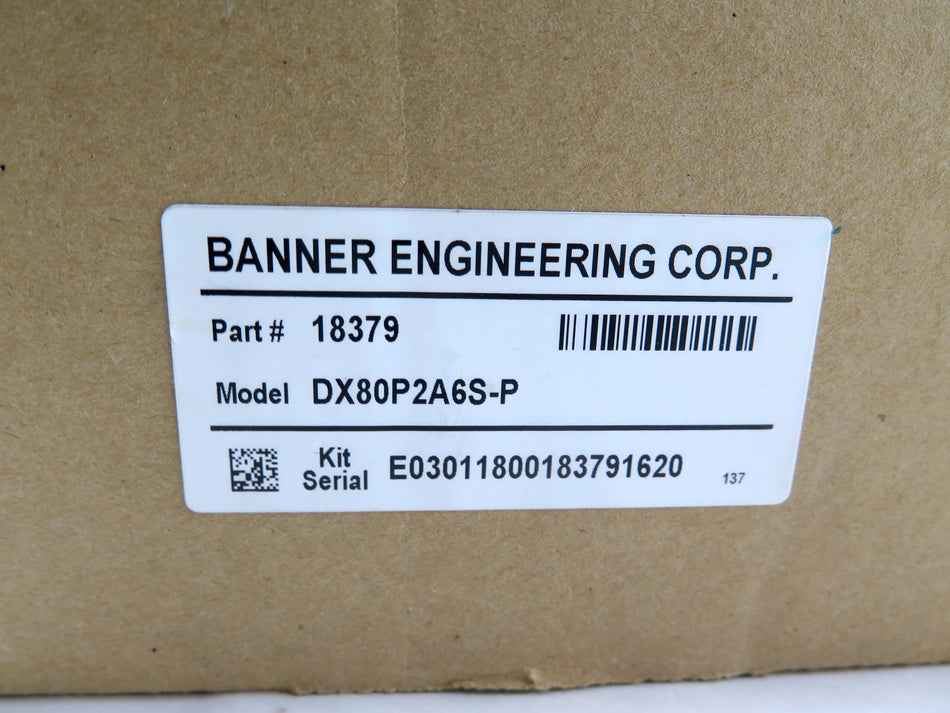 BANNER ENGINEERING CORP.
Part # 18379
Model DX80P2A6S-P
Kit Serial E03011800183791620 137